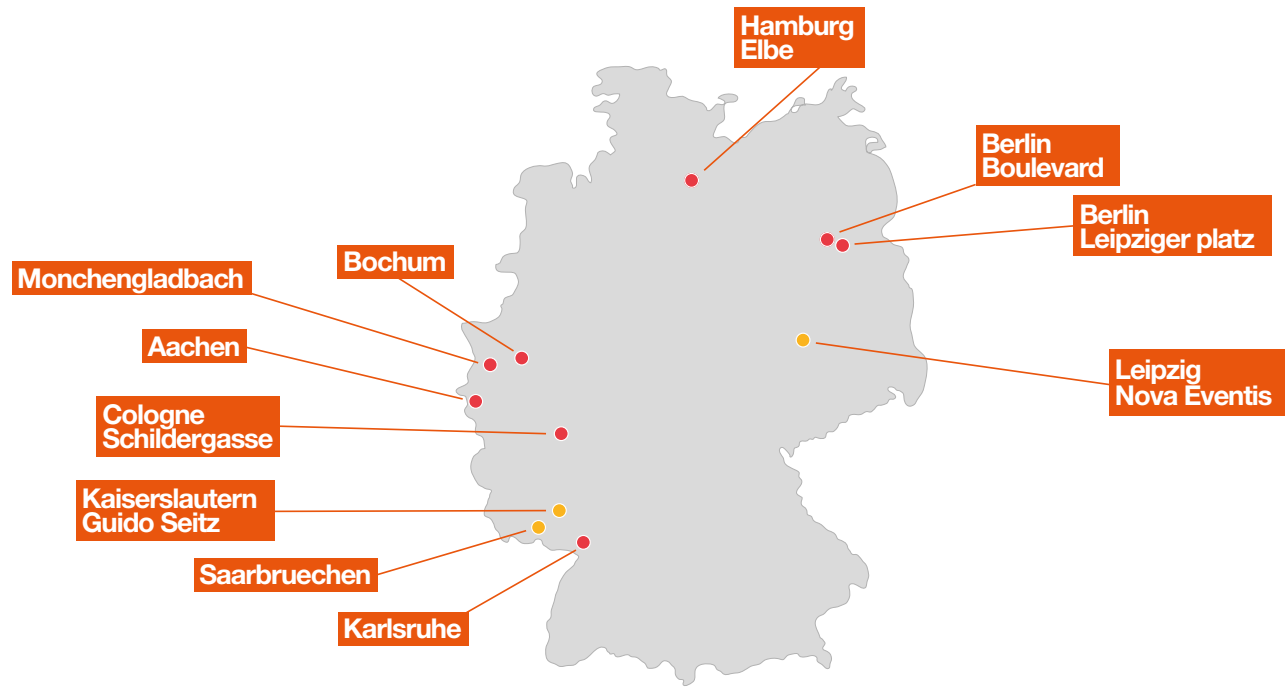 Hamburg
Elbe
Berlin
Boulevard
Berlin
Leipziger platz
Bochum
Monchengladbach
Aachen
Leipzig
Nova Eventis
Cologne
Schildergasse
Kaiserslautern
Guido Seitz
Saarbruechen
Karlsruhe